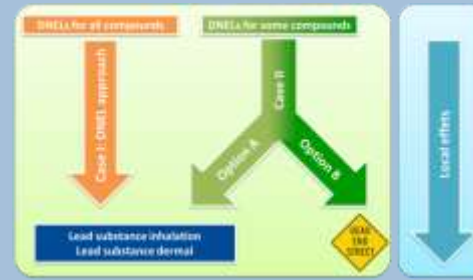 DNELs for all compounds
DNELs for some compounds
Case I: DNEL approach
Case II
Option A
Option B
Lead substance inhalation
Lead substance dermal
DEAD
END
STREET
Local effets